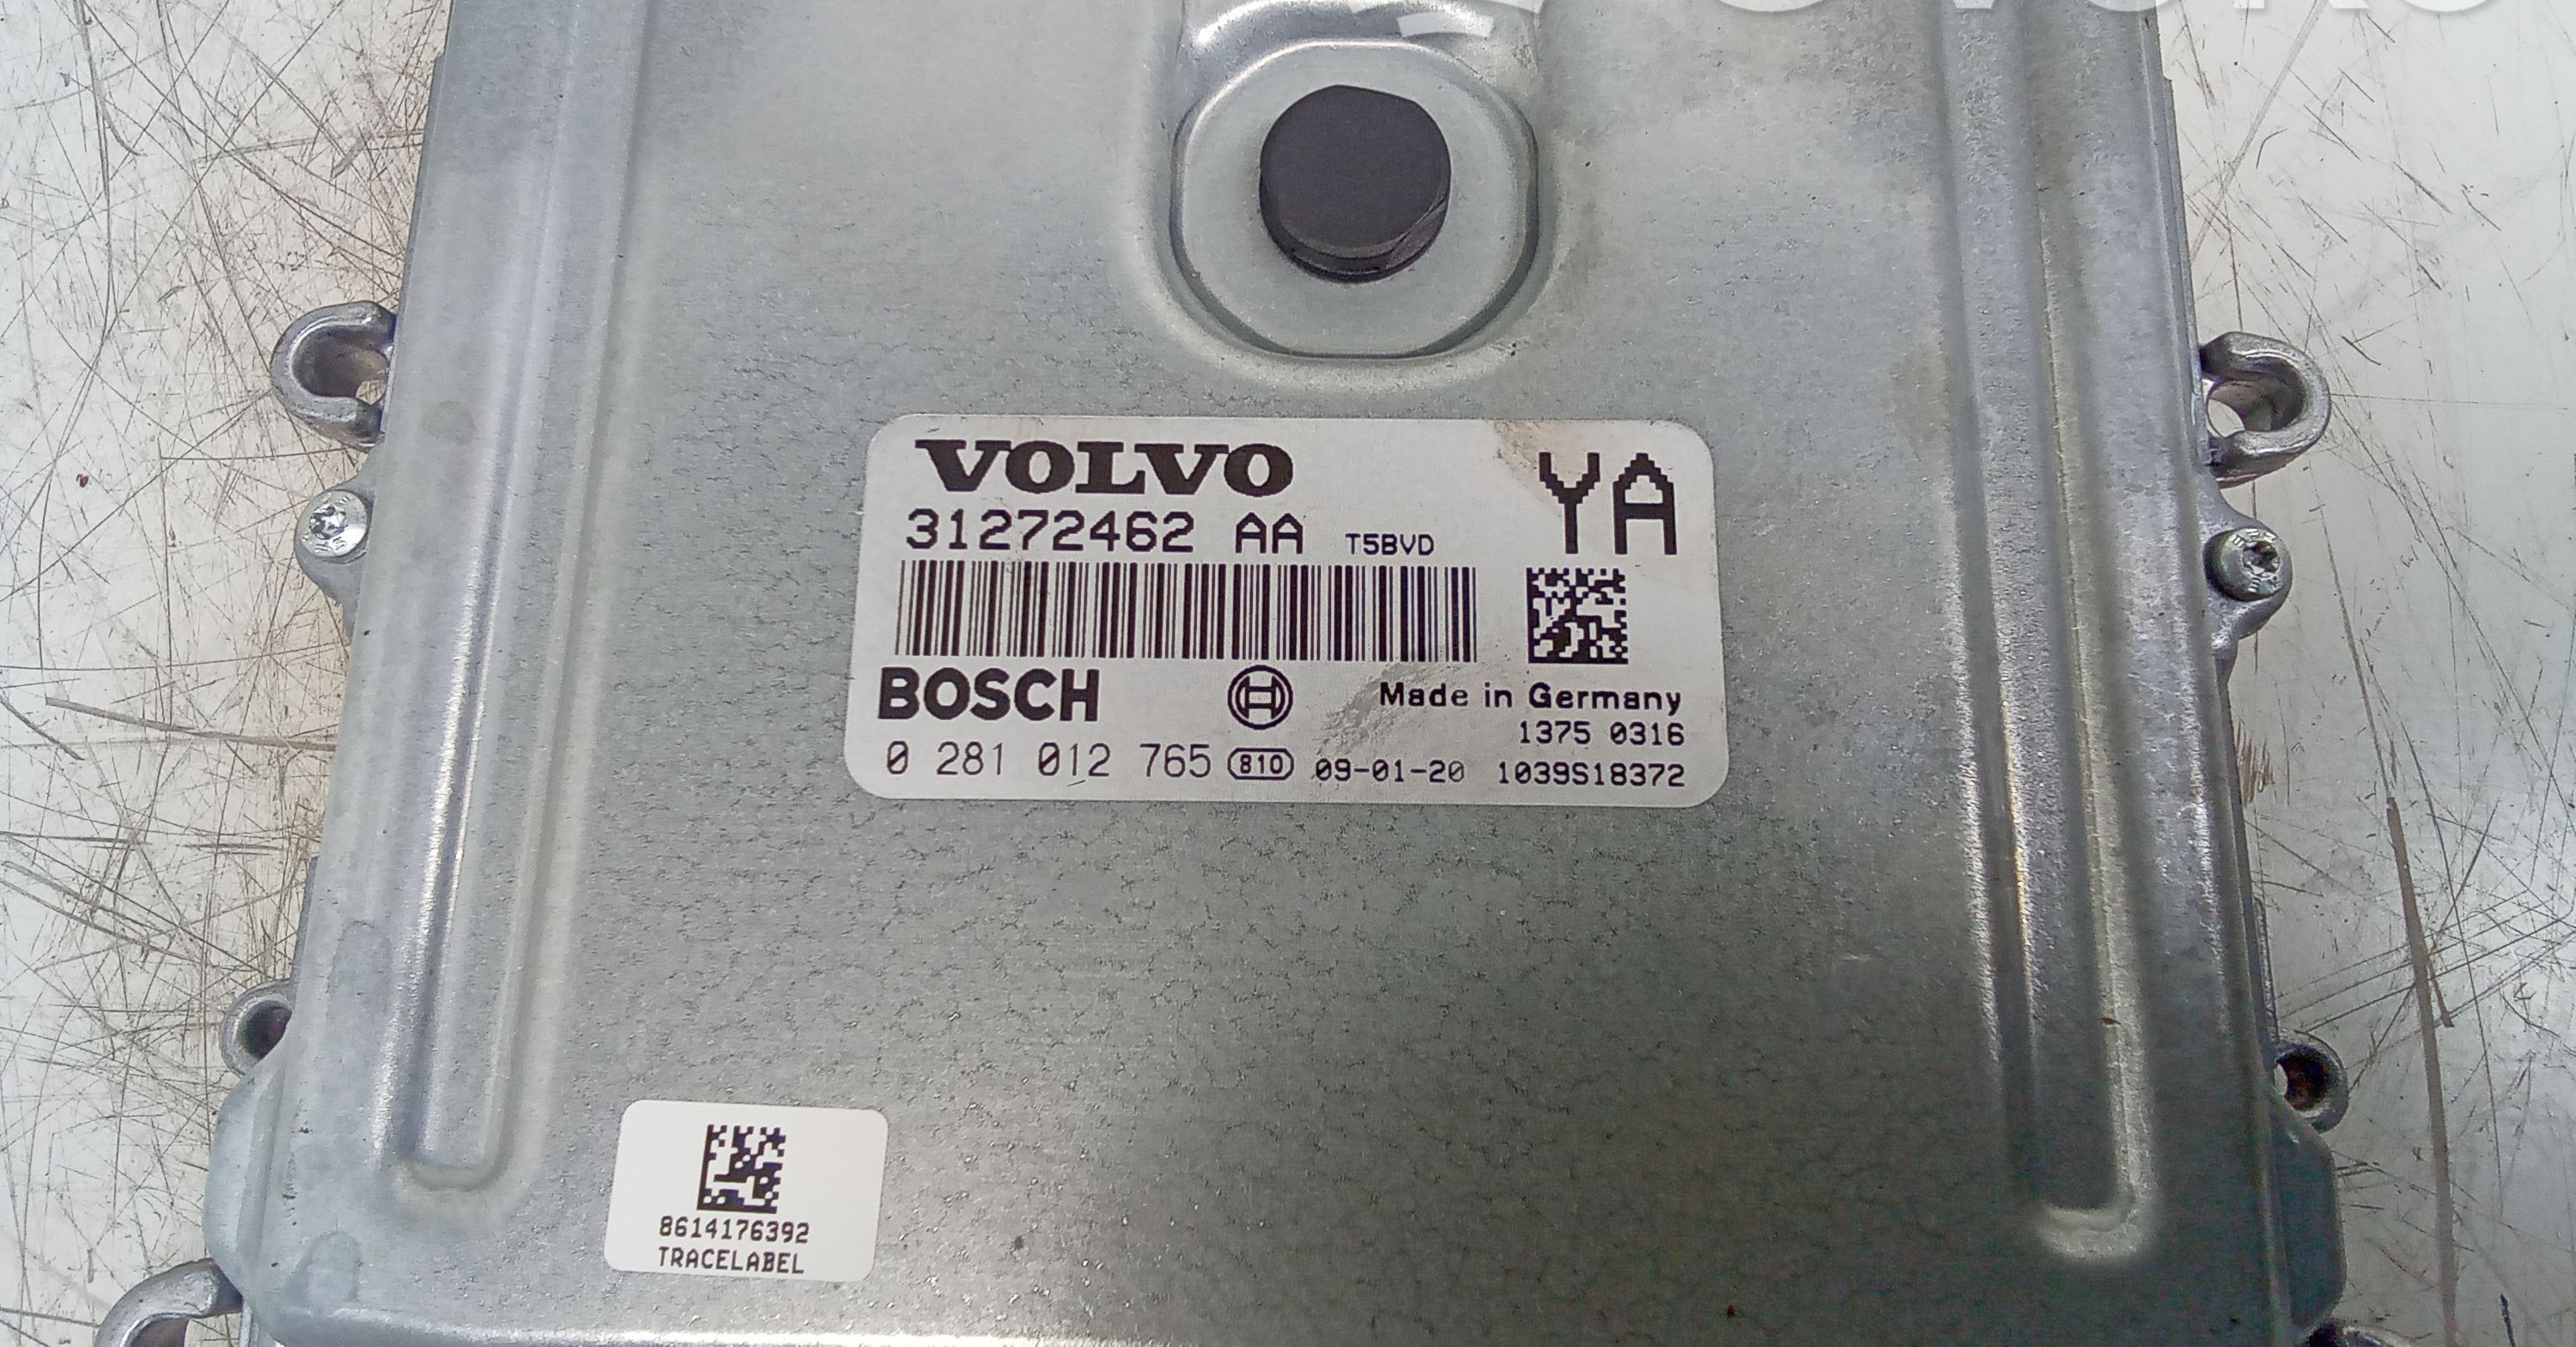 VOLVO
YA
31272462 AA T5BVD
BOSCH
Made in Germany
1375 0316
0 281 012 765 810 09-01-20 1039S18372
8614176392
TRACELABEL